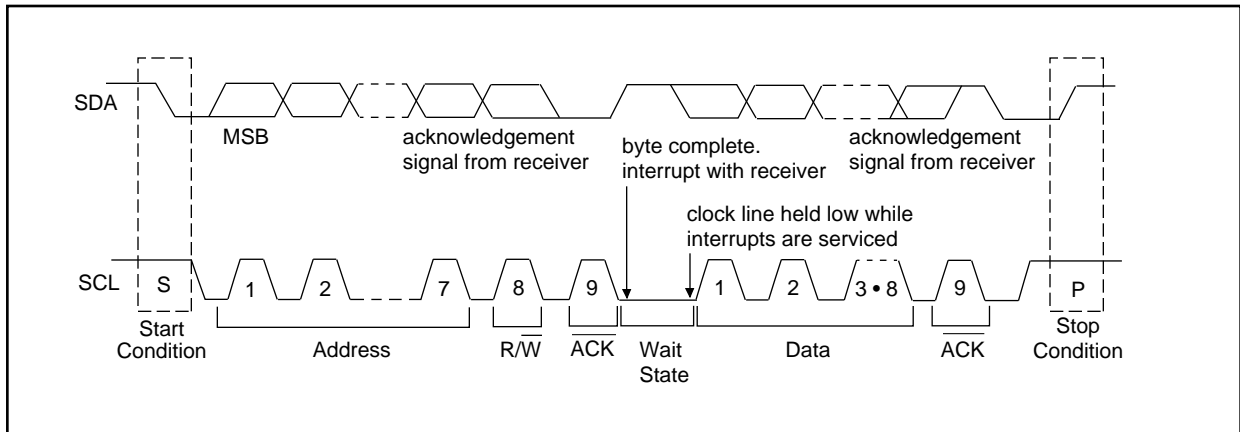 SDA
MSB
acknowledgement
signal from receiver
byte complete.
interrupt with receiver
acknowledgement
signal from receiver
clock line held low while
interrupts are serviced
SCL
S
1
2
7
8
9
1
2
3 • 8
9
P
Start
Condition
Address
R/W̅
A̅C̅K̅
Wait
State
Data
A̅C̅K̅
Stop
Condition